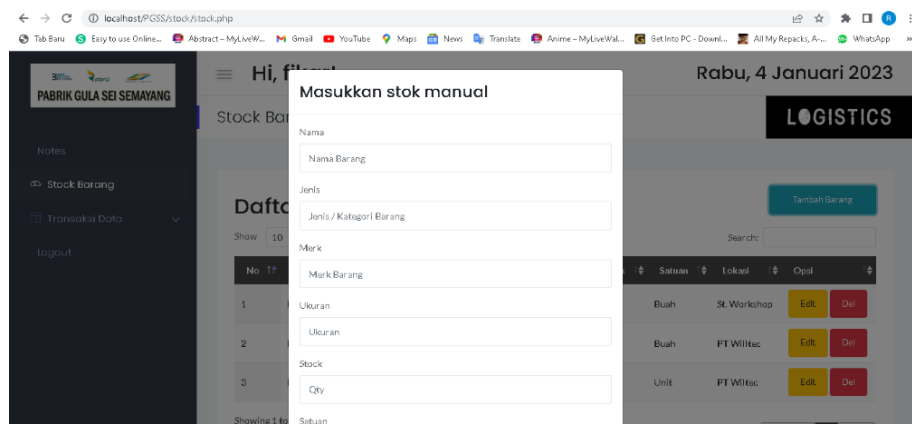 localhost/PGSS/stock/stock.php
Tab Baru Easy to use Online... Abstract – MyLiveW... Gmail YouTube Maps News Translate Anime – MyLiveWal... Get Into PC - Downl... All My Repacks, A-... WhatsApp
PABRIK GULA SEI SEMAYANG
Hi,
Rabu, 4 Januari 2023
Stock Bar
LOGISTICS
Notes
Stock Barang
Transaksi Data
logout
Masukkan stok manual
Nama
Nama Barang
Jenis
Jenis / Kategori Barang
Merk
Merk Barang
Ukuran
Ukuran
Stock
Qty
Satuan
Dafta
Tambah Barang
Show 10
Search:
No Satuan Lokasi Opsi
1 Buah St. Workshop Edit Del
2 Buah PT Willtec Edit Del
3 Unit PT Willtec Edit Del
Showing 1 to